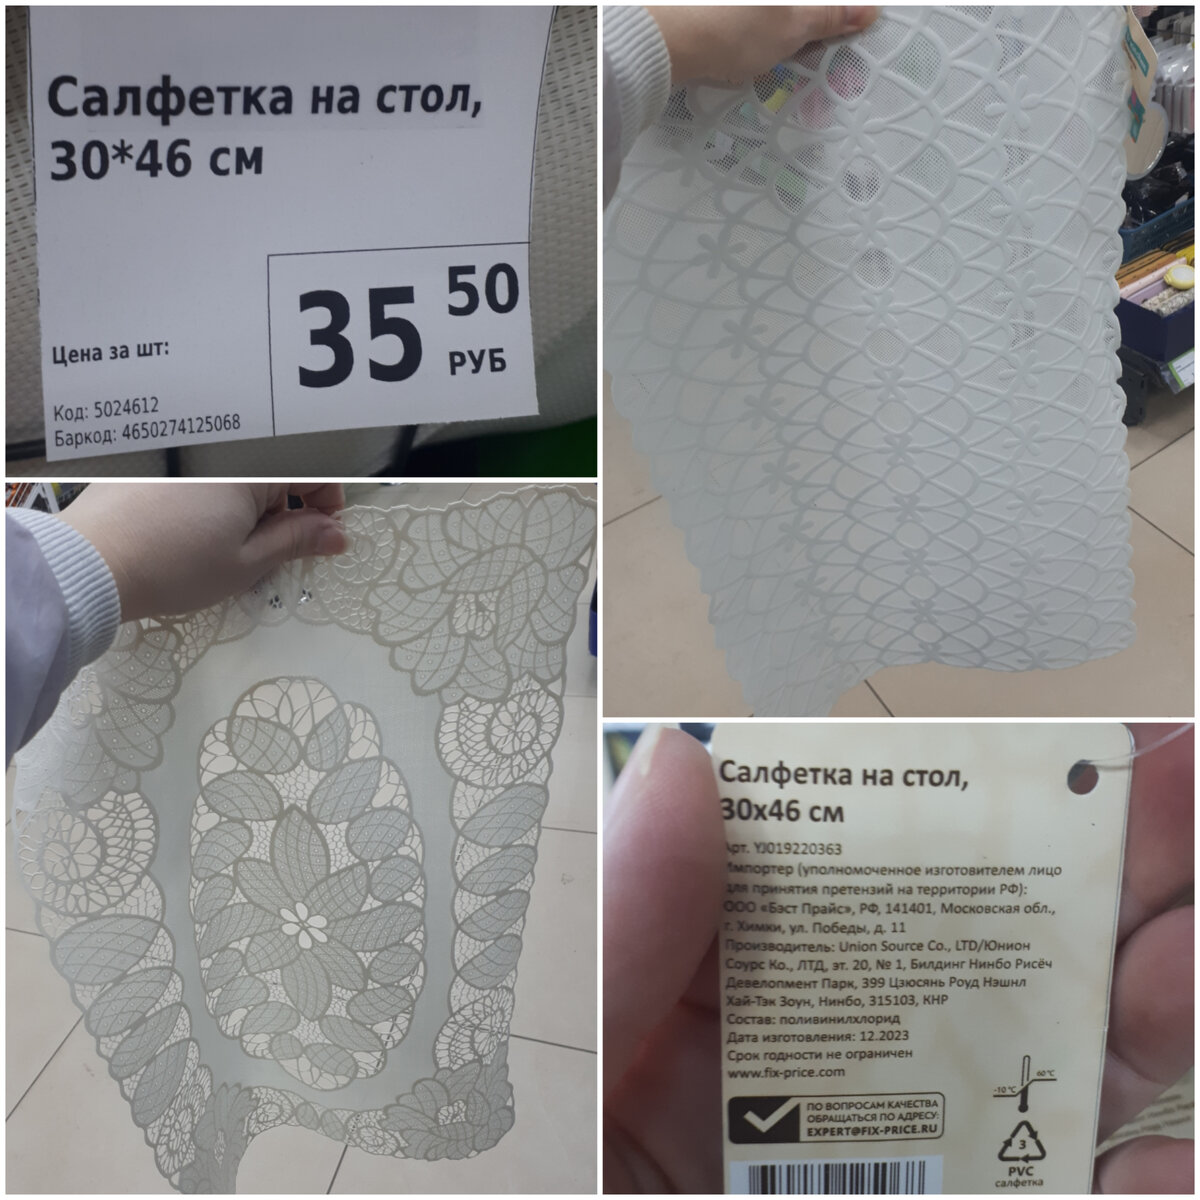 Салфетка на стол,
30*46 см
35 50
РУБ
Цена за шт:
Код: 5024612
Баркод: 4650274125068
Салфетка на стол,
30х46 см
Арт. YJ019220363
Импортер (уполномоченное изготовителем лицо
для принятия претензий на территории РФ):
ООО «Бэст Прайс», РФ, 141401, Московская обл.,
г. Химки, ул. Победы, д. 11
Производитель: Union Source Co., LTD/Юнион
Соурс Ко., ЛТД, эт. 20, № 1, Билдинг Нинбо Рисёч
Девелопмент Парк, 399 Цзюсянь Роуд Нэшнл
Хай-Тэк Зоун, Нинбо, 315103, КНР
Состав: поливинилхлорид
Дата изготовления: 12.2023
Срок годности не ограничен
www.fix-price.com
-10 °C 60 °C
ПО ВОПРОСАМ КАЧЕСТВА
ОБРАЩАТЬСЯ ПО АДРЕСУ:
EXPERT@FIX-PRICE.RU
3
PVC
салфетка